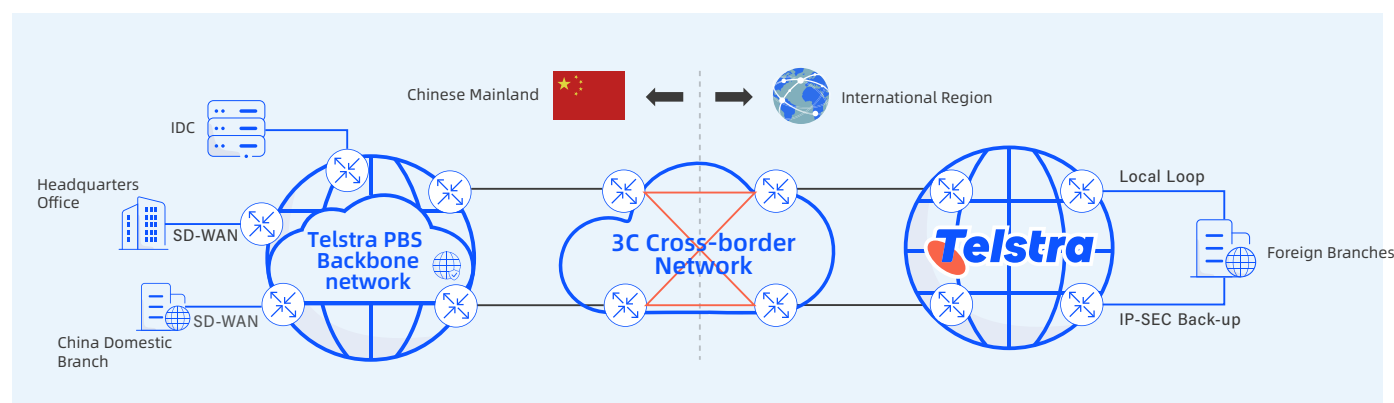 Chinese Mainland
International Region
IDC
Headquarters
Office
SD-WAN
Telstra PBS
Backbone
network
SD-WAN
China Domestic
Branch
3C Cross-border
Network
Telstra
Local Loop
Foreign Branches
IP-SEC Back-up